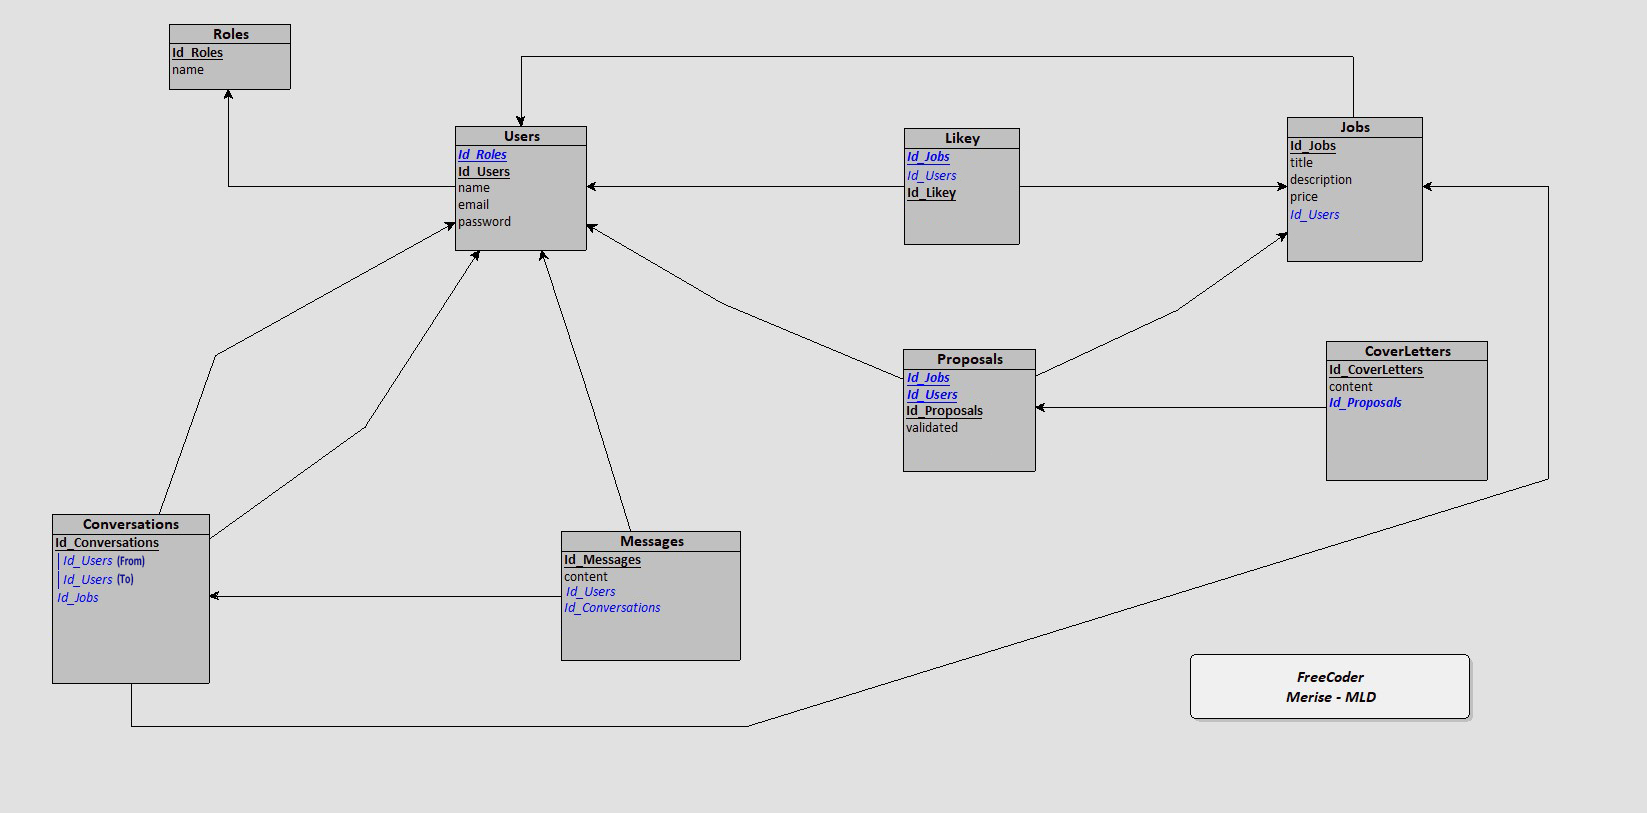 Roles
Id_Roles
name
Users
Id_Roles
Id_Users
name
email
password
Likey
Id_Jobs
Id_Users
Id_Likey
Jobs
Id_Jobs
title
description
price
Id_Users
Proposals
Id_Jobs
Id_Users
Id_Proposals
validated
CoverLetters
Id_CoverLetters
content
Id_Proposals
Conversations
Id_Conversations
Id_Users (From)
Id_Users (To)
Id_Jobs
Messages
Id_Messages
content
Id_Users
Id_Conversations
FreeCoder
Merise - MLD